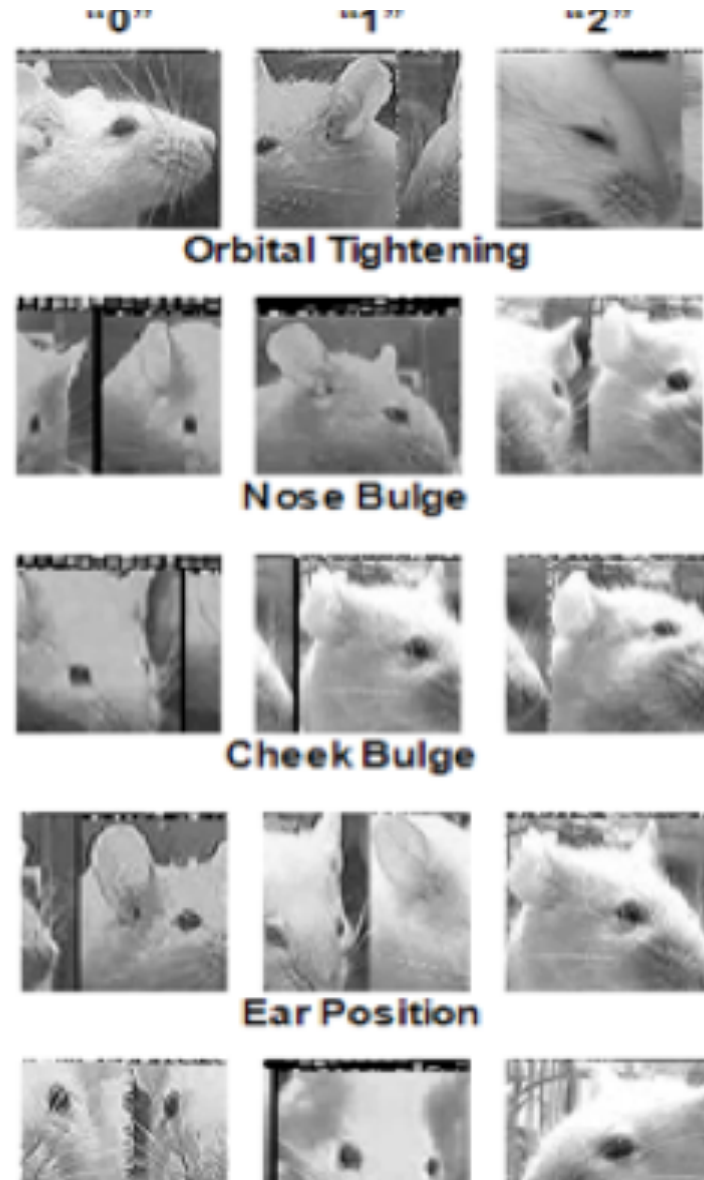 “0” “1” “2”
Orbital Tightening
Nose Bulge
Cheek Bulge
Ear Position